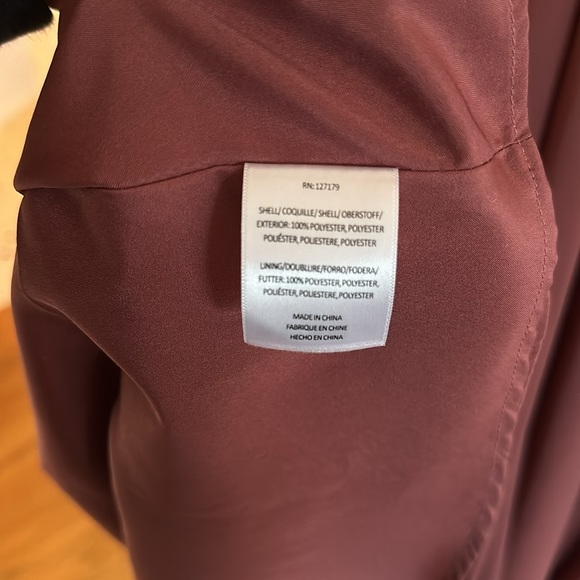 RN: 127179
SHELL/ COQUILLE/ SHELL/ OBERSTOFF/
EXTERIOR: 100% POLYESTER, POLYESTER
POLIÉSTER, POLIESTERE, POLYESTER
LINING/DOUBLURE/FORRO/FODERA/
FUTTER: 100% POLYESTER, POLYESTER,
POLIÉSTER, POLIESTERE, POLYESTER
MADE IN CHINA
FABRIQUE EN CHINE
HECHO EN CHINA